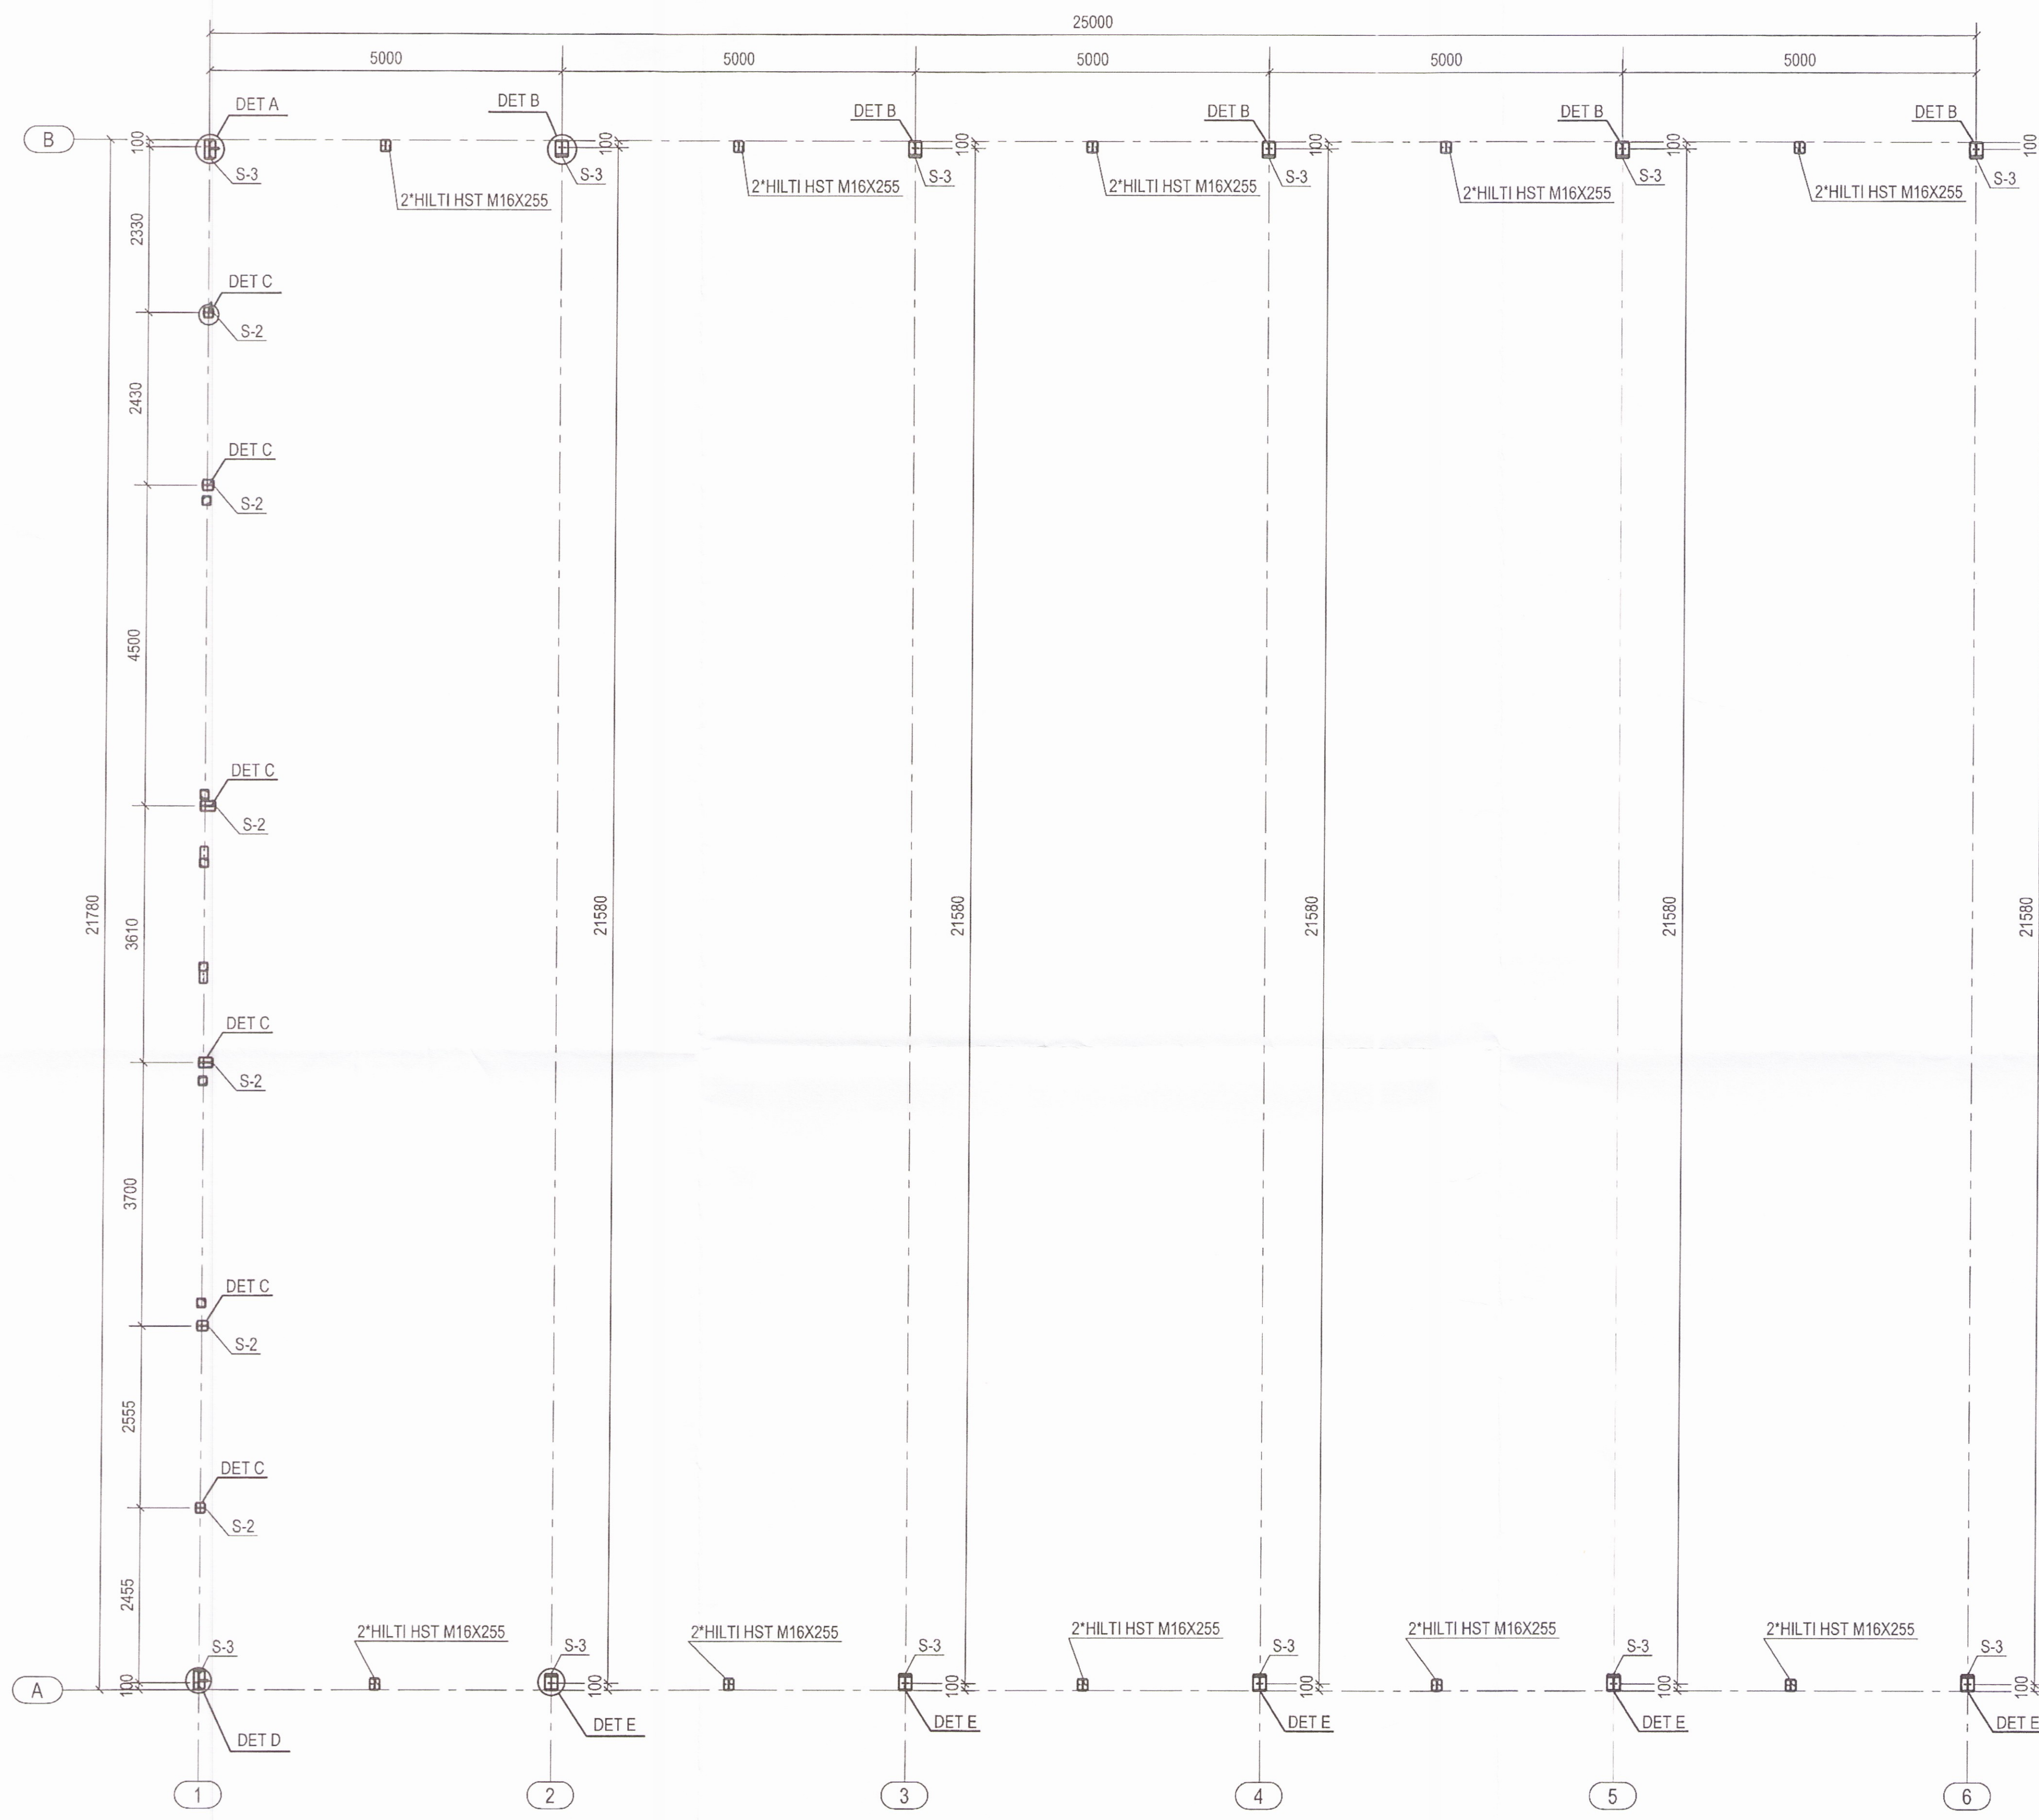 25000
5000 5000 5000 5000 5000
DET A DET B DET B DET B DET B DET B
B
100 100 100 100 100 100
S-3 S-3 S-3 S-3 S-3 S-3
2*HILTI HST M16X255 2*HILTI HST M16X255 2*HILTI HST M16X255 2*HILTI HST M16X255 2*HILTI HST M16X255
2330
DET C
S-2
2430
DET C
S-2
4500
DET C
S-2
21780
3610
21580 21580 21580 21580 21580
DET C
S-2
3700
DET C
S-2
2555
DET C
S-2
2455
2*HILTI HST M16X255 2*HILTI HST M16X255 2*HILTI HST M16X255 2*HILTI HST M16X255 2*HILTI HST M16X255
S-3 S-3 S-3 S-3 S-3 S-3
A
100 100 100 100 100 100
DET D DET E DET E DET E DET E DET E
1 2 3 4 5 6